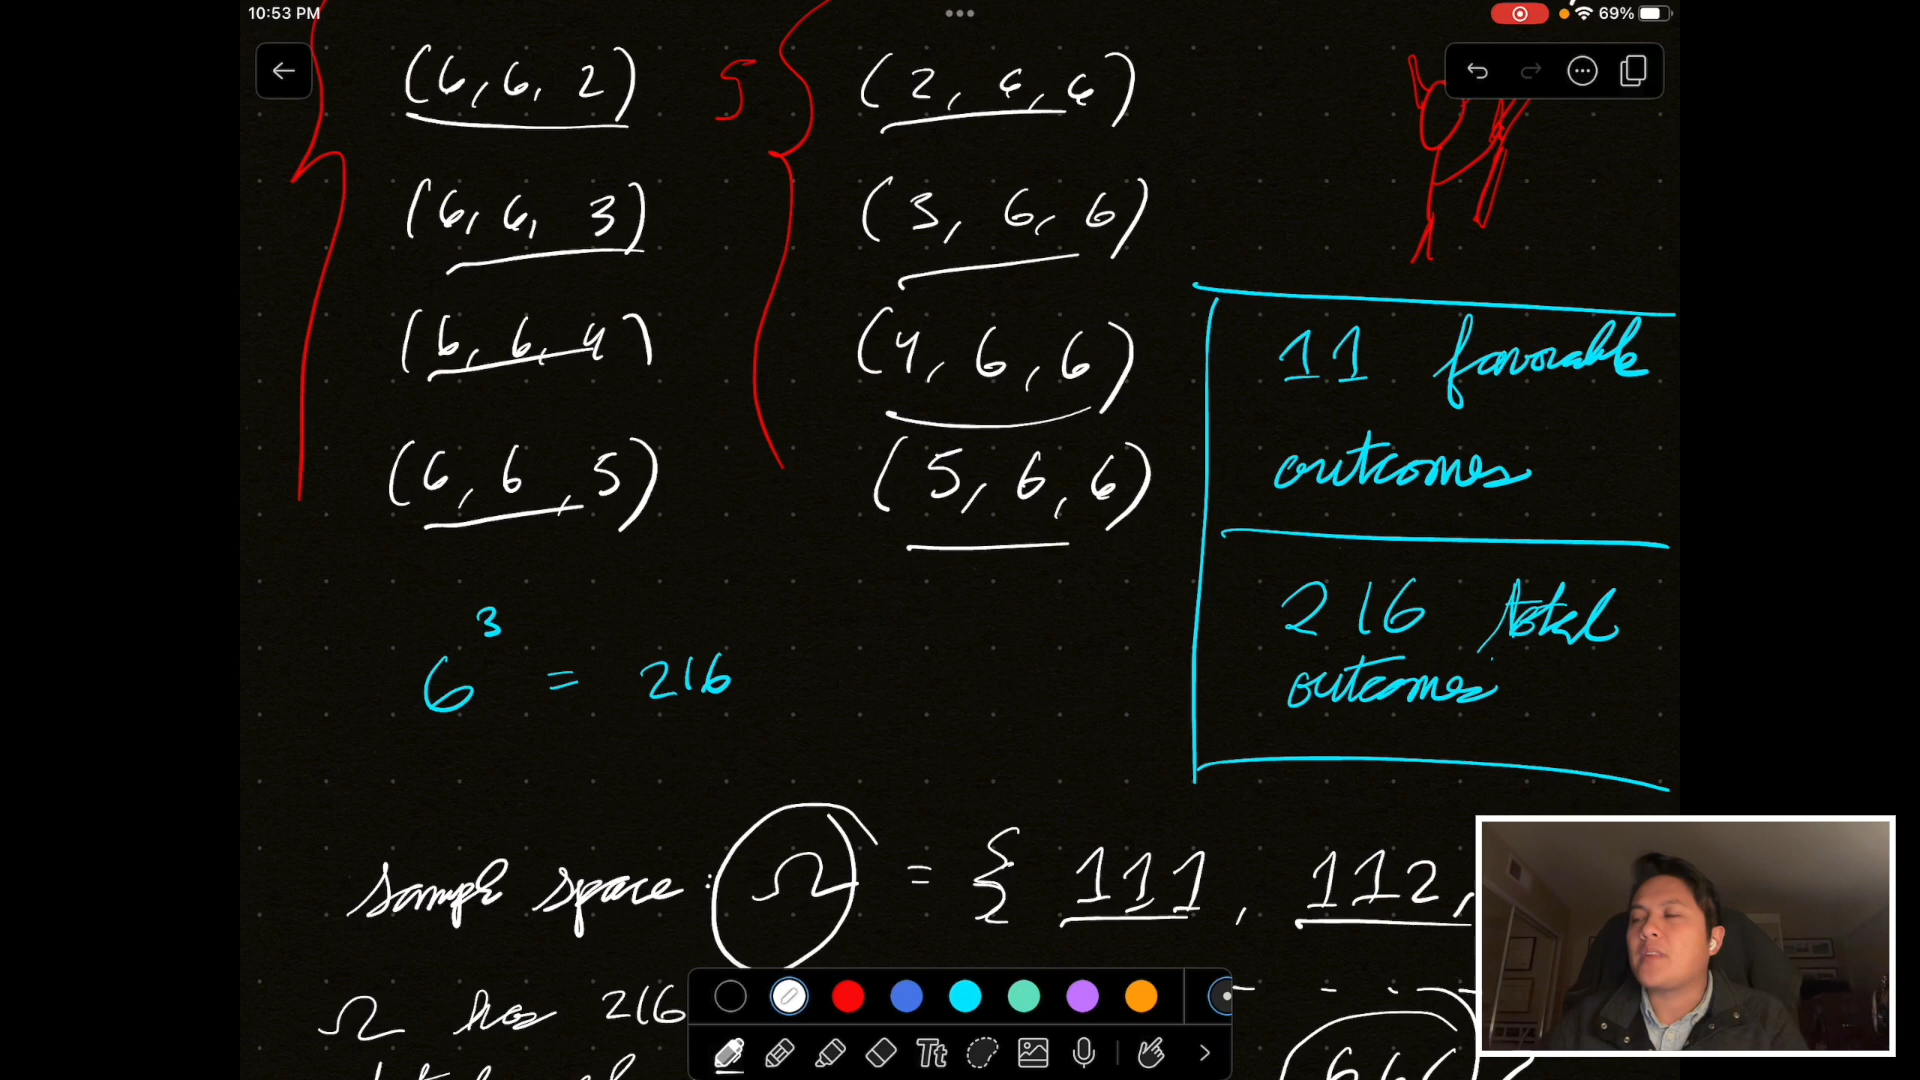 10:53 PM
69%
(6, 6, 2)
5
(2, 6, 6)
(6, 6, 3)
(3, 6, 6)
(6, 6, 4)
(4, 6, 6)
(6, 6, 5)
(5, 6, 6)
11 favorable
outcomes
216 total
outcomes
6³ = 216
sample space: Ω = { 111, 112,
Ω has 216
666
Tt